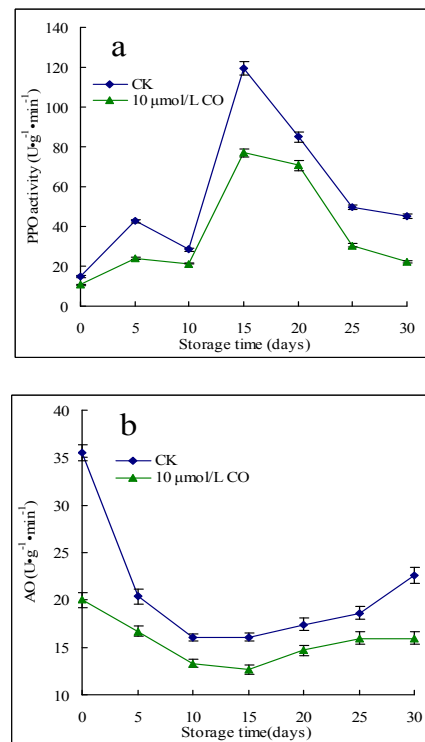 a
CK
10 μmol/L CO
PPO activity (U•g⁻¹•min⁻¹)
140
120
100
80
60
40
20
0
0 5 10 15 20 25 30
Storage time (days)
b
CK
10 μmol/L CO
AO (U•g⁻¹•min⁻¹)
40
35
30
25
20
15
10
0 5 10 15 20 25 30
Storage time(days)